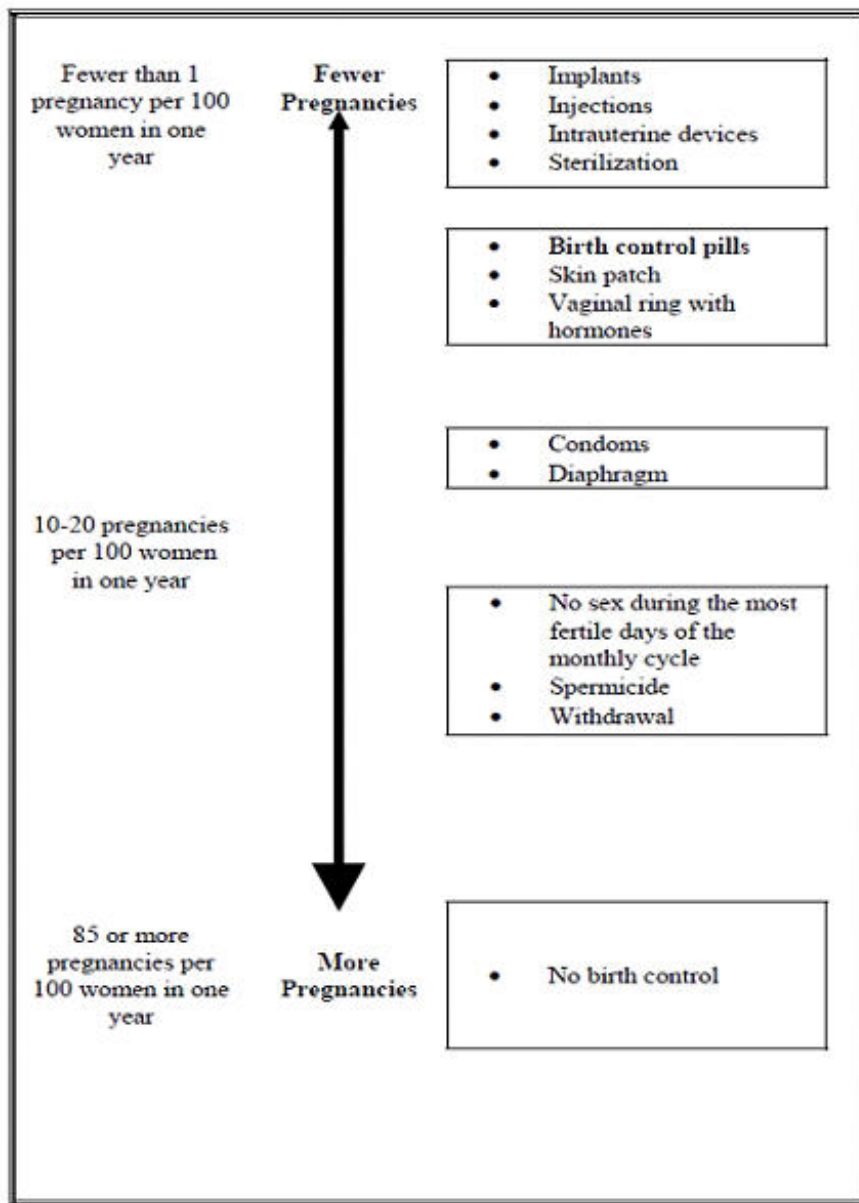 Fewer than 1
pregnancy per 100
women in one
year
Fewer
Pregnancies
• Implants
• Injections
• Intrauterine devices
• Sterilization
• Birth control pills
• Skin patch
• Vaginal ring with
hormones
• Condoms
• Diaphragm
10-20 pregnancies
per 100 women
in one year
• No sex during the most
fertile days of the
monthly cycle
• Spermicide
• Withdrawal
85 or more
pregnancies per
100 women in one
year
More
Pregnancies
• No birth control